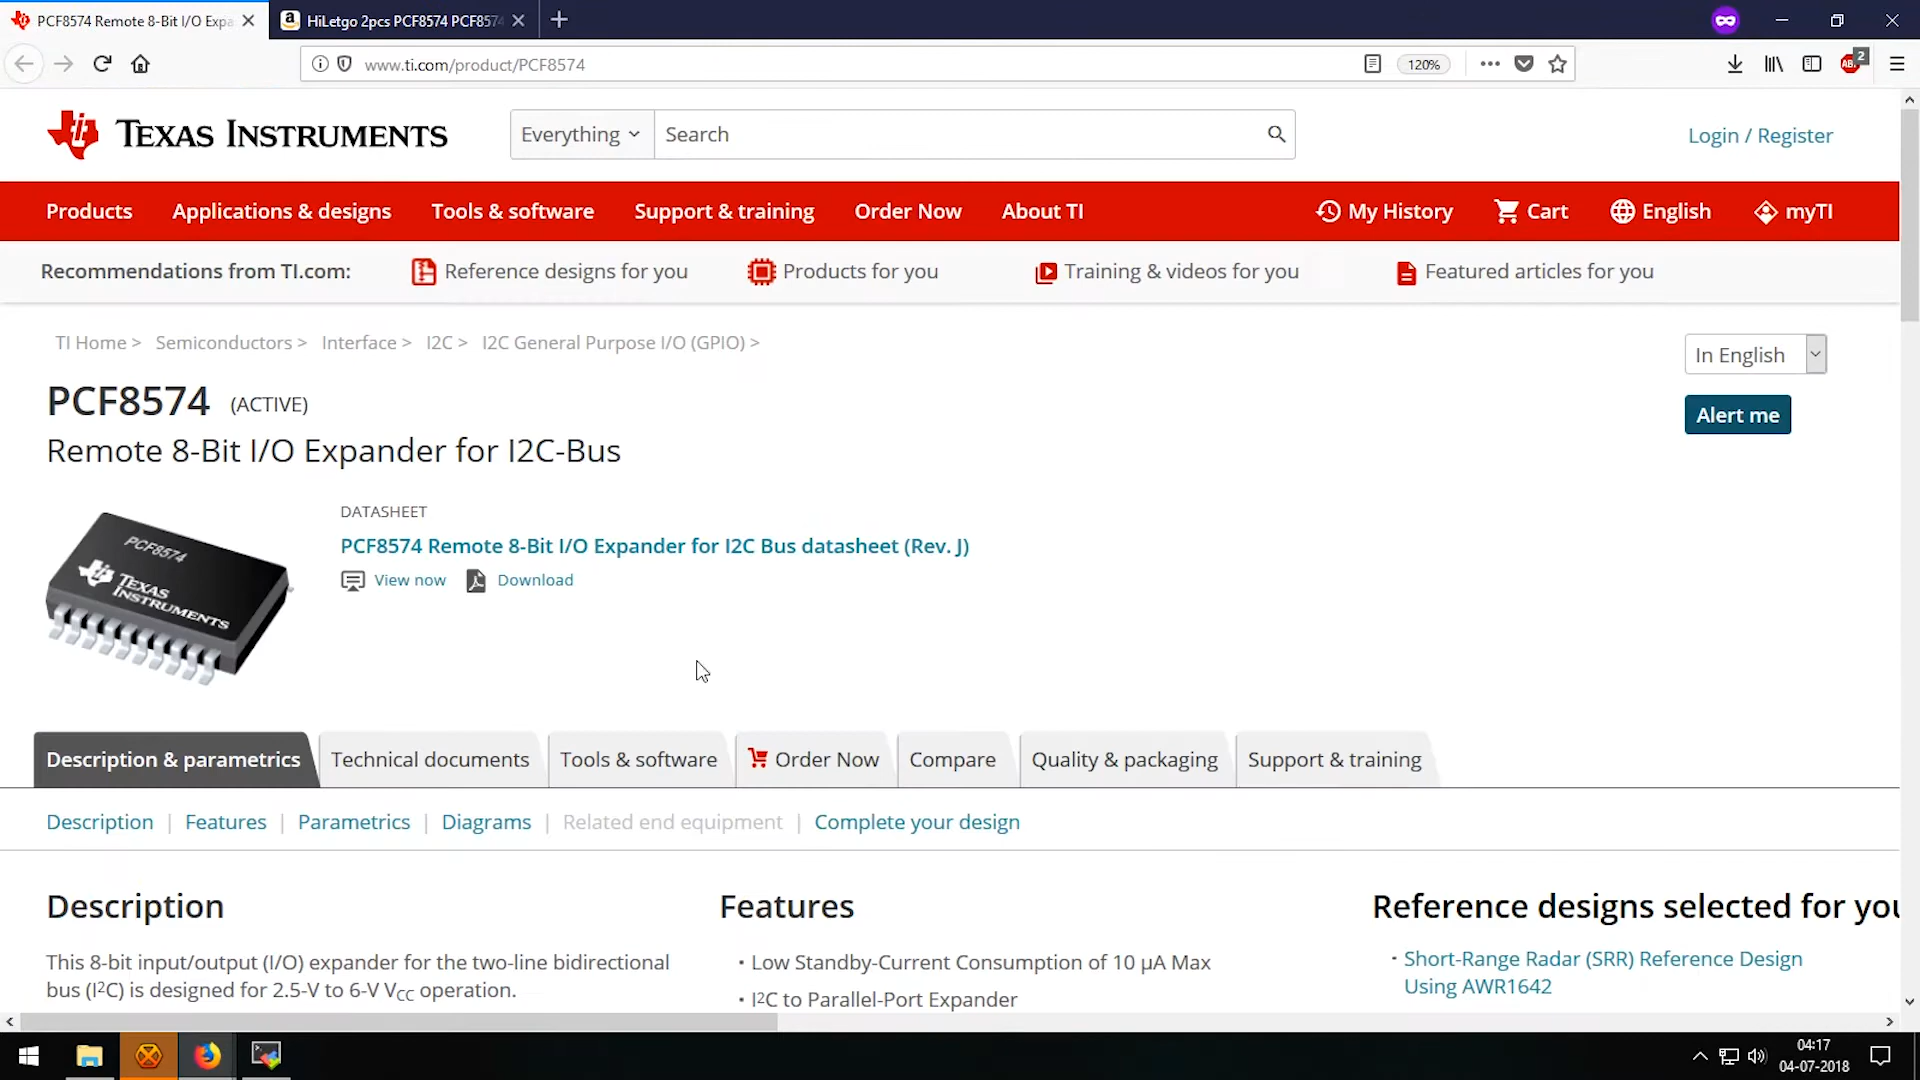 PCF8574 Remote 8-Bit I/O Expa
HiLetgo 2pcs PCF8574 PCF8574
www.ti.com/product/PCF8574
120%
ABP
2
TEXAS INSTRUMENTS
Everything
Search
Login / Register
Products
Applications & designs
Tools & software
Support & training
Order Now
About TI
My History
Cart
English
myTI
Recommendations from TI.com:
Reference designs for you
Products for you
Training & videos for you
Featured articles for you
TI Home > Semiconductors > Interface > I2C > I2C General Purpose I/O (GPIO) >
In English
PCF8574 (ACTIVE)
Alert me
Remote 8-Bit I/O Expander for I2C-Bus
PCF8574
TEXAS
INSTRUMENTS
DATASHEET
PCF8574 Remote 8-Bit I/O Expander for I2C Bus datasheet (Rev. J)
View now
Download
Description & parametrics
Technical documents
Tools & software
Order Now
Compare
Quality & packaging
Support & training
Description | Features | Parametrics | Diagrams | Related end equipment | Complete your design
Description
This 8-bit input/output (I/O) expander for the two-line bidirectional
bus (I²C) is designed for 2.5-V to 6-V VCC operation.
Features
• Low Standby-Current Consumption of 10 µA Max
• I²C to Parallel-Port Expander
Reference designs selected for you
• Short-Range Radar (SRR) Reference Design
Using AWR1642
04:17
04-07-2018